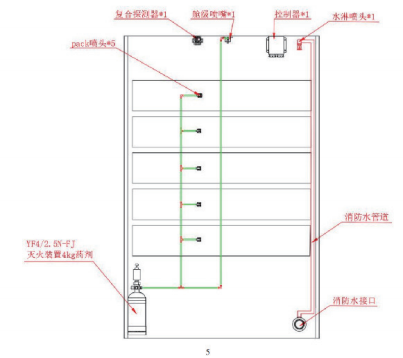 复合探测器*1
舱级喷嘴*1
控制器*1
水淋喷头*1
pack喷头*5
消防水管道
YF4/2.5N-FJ
灭火装置4kg药剂
消防水接口
5